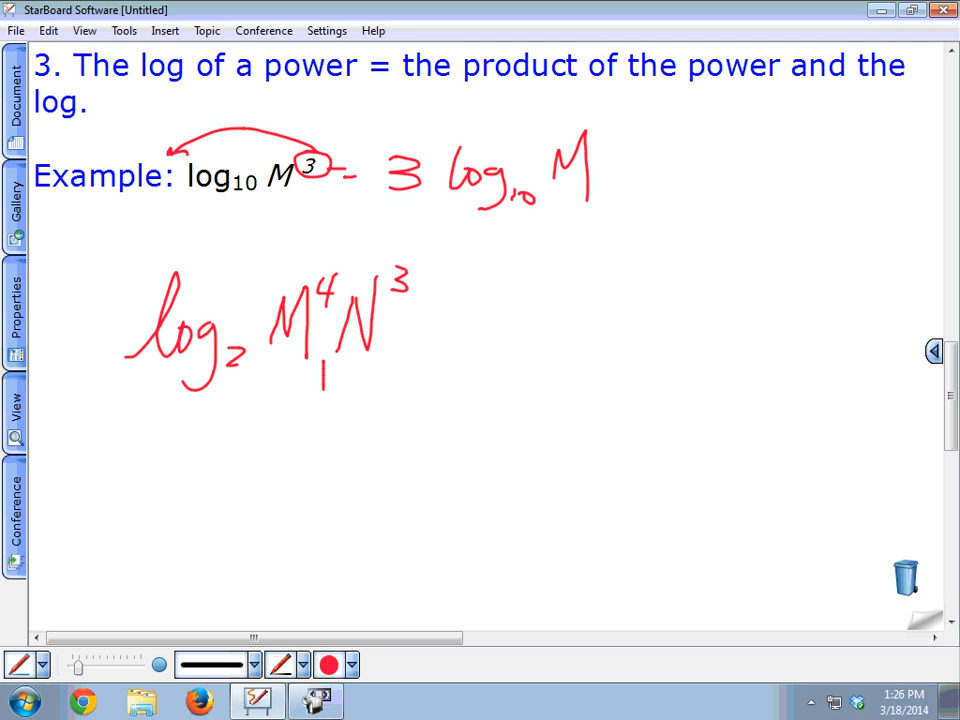 StarBoard Software [Untitled]
File Edit View Tools Insert Topic Conference Settings Help
Document
Gallery
Properties
View
Conference
3. The log of a power = the product of the power and the
log.
Example: log₁₀ M³ = 3 log₁₀ M
log₂ M⁴N³
1:26 PM
3/18/2014